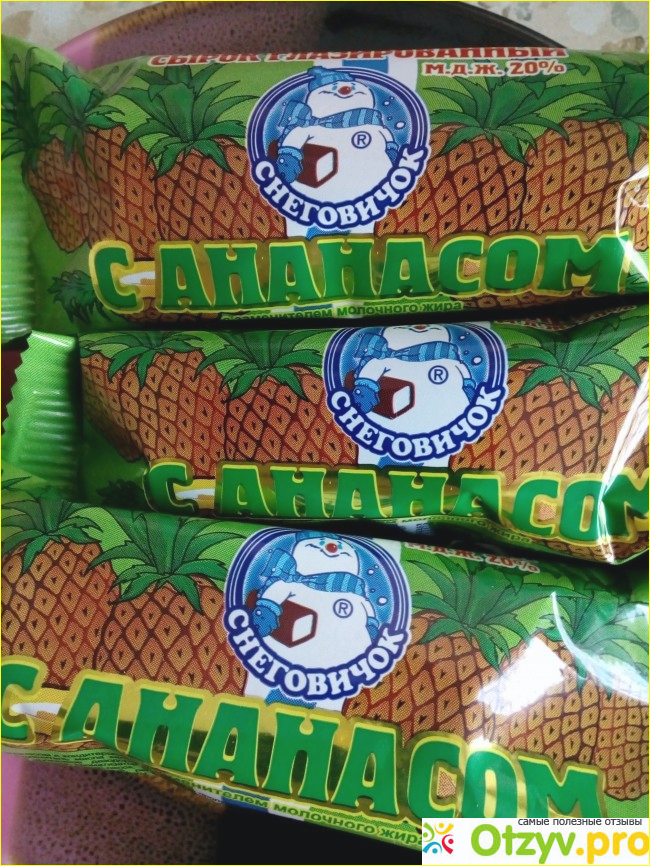 СЫРОК ГЛАЗИРОВАННЫЙ
М.Д.Ж. 20%
®
СНЕГОВИЧОК
С АНАНАСОМ
молочного жира
®
СНЕГОВИЧОК
С АНАНАСОМ
М.Д.Ж. 20%
®
СНЕГОВИЧОК
С АНАНАСОМ
молочного жира
самые полезные отзывы
Otzyv.pro